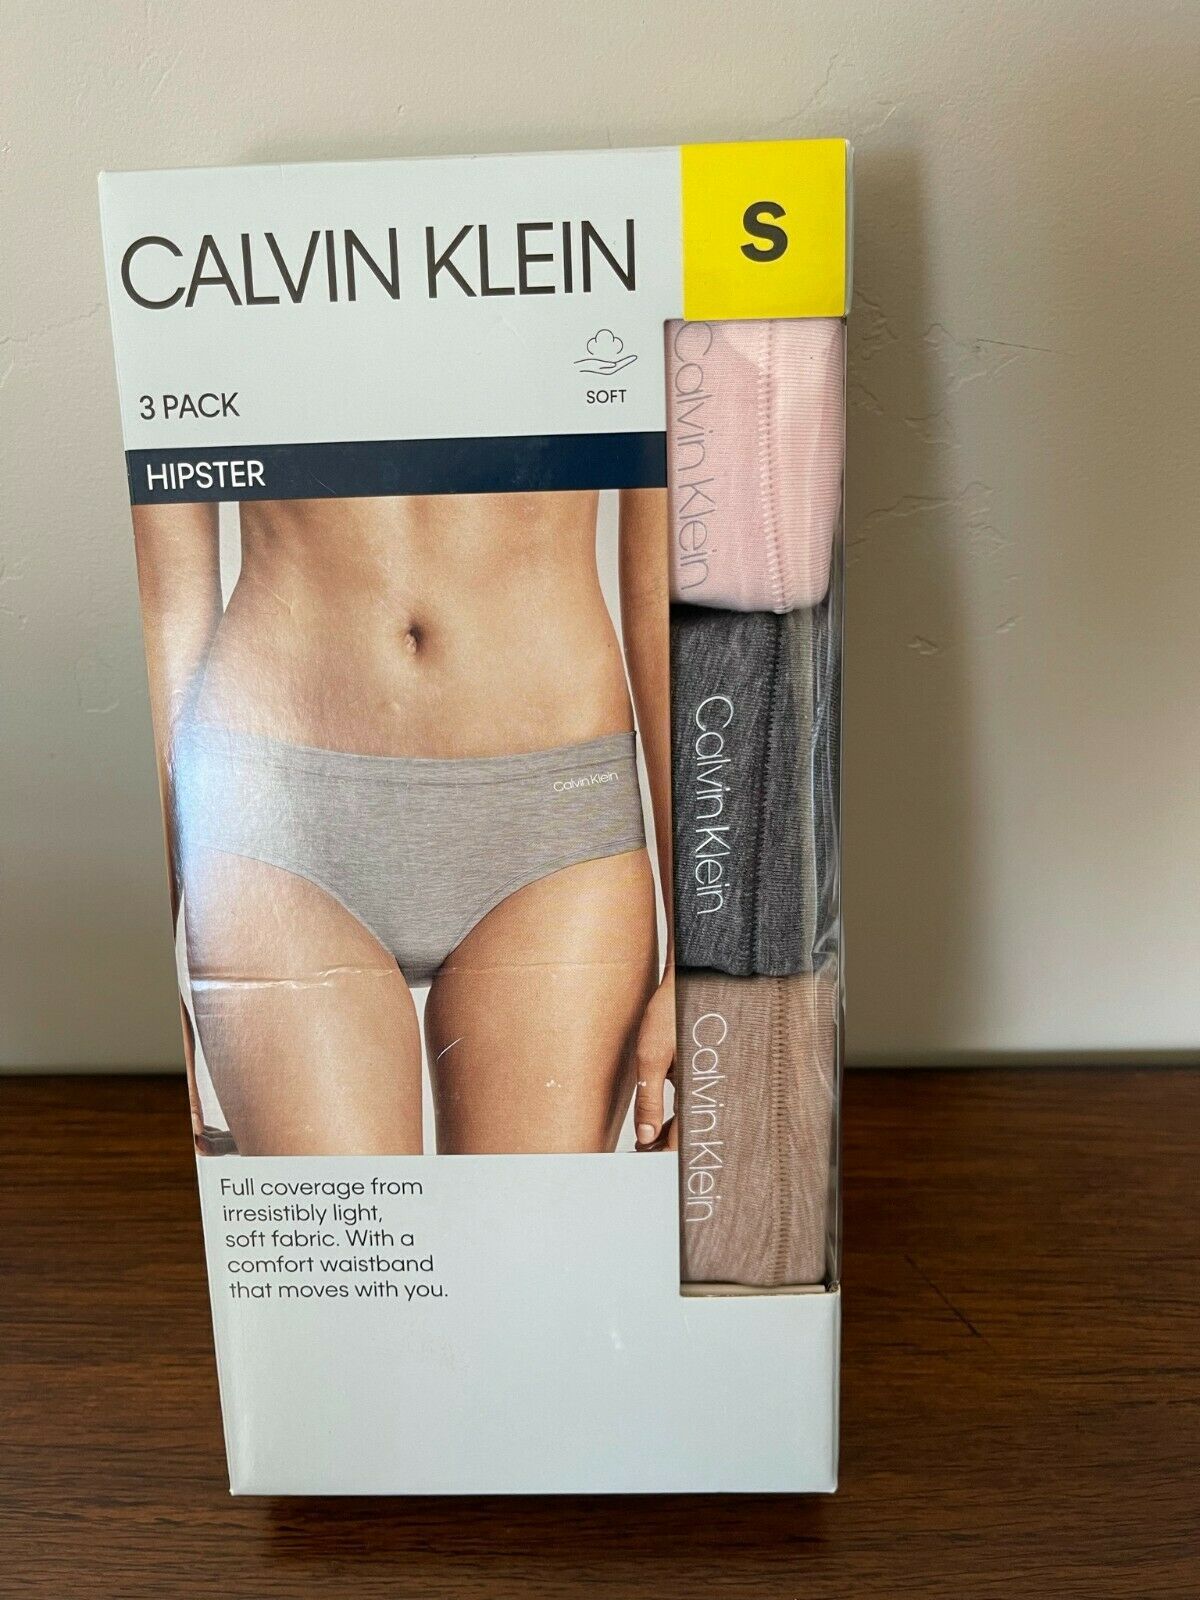 CALVIN KLEIN
S
SOFT
3 PACK
HIPSTER
Calvin Klein
Calvin Klein
Calvin Klein
Calvin Klein
Full coverage from
irresistibly light,
soft fabric. With a
comfort waistband
that moves with you.